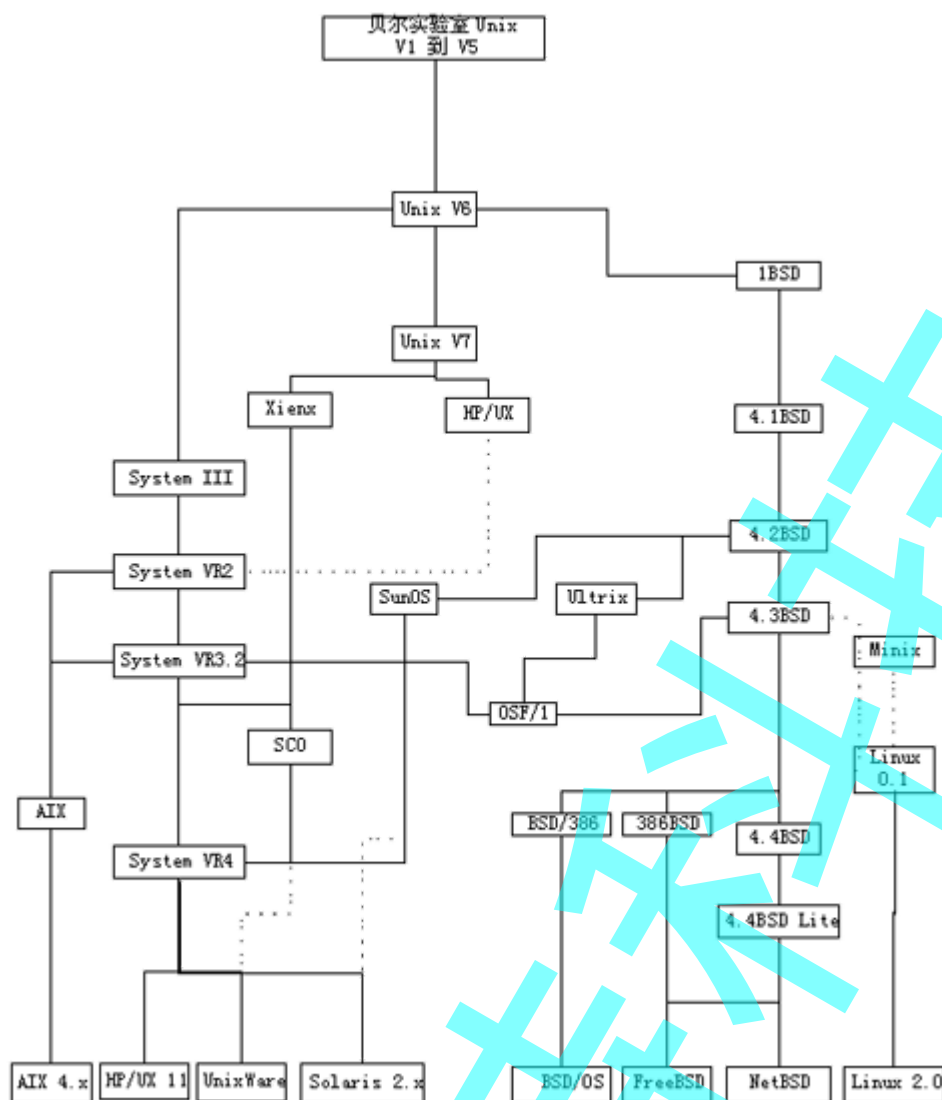 贝尔实验室 Unix
V1 到 V5
Unix V6
1BSD
Unix V7
Xienx
HP/UX
4.1BSD
System III
4.2BSD
System VR2
SunOS
Ultrix
4.3BSD
System VR3.2
Minix
OSF/1
SCO
Linux
0.1
AIX
BSD/386
386BSD
4.4BSD
System VR4
4.4BSD Lite
AIX 4.x
HP/UX 11
UnixWare
Solaris 2.x
BSD/OS
FreeBSD
NetBSD
Linux 2.0